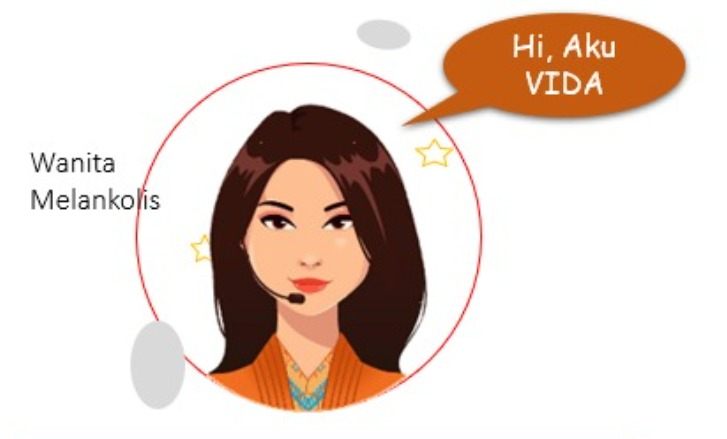 Hi, Aku
VIDA
Wanita
Melankolis